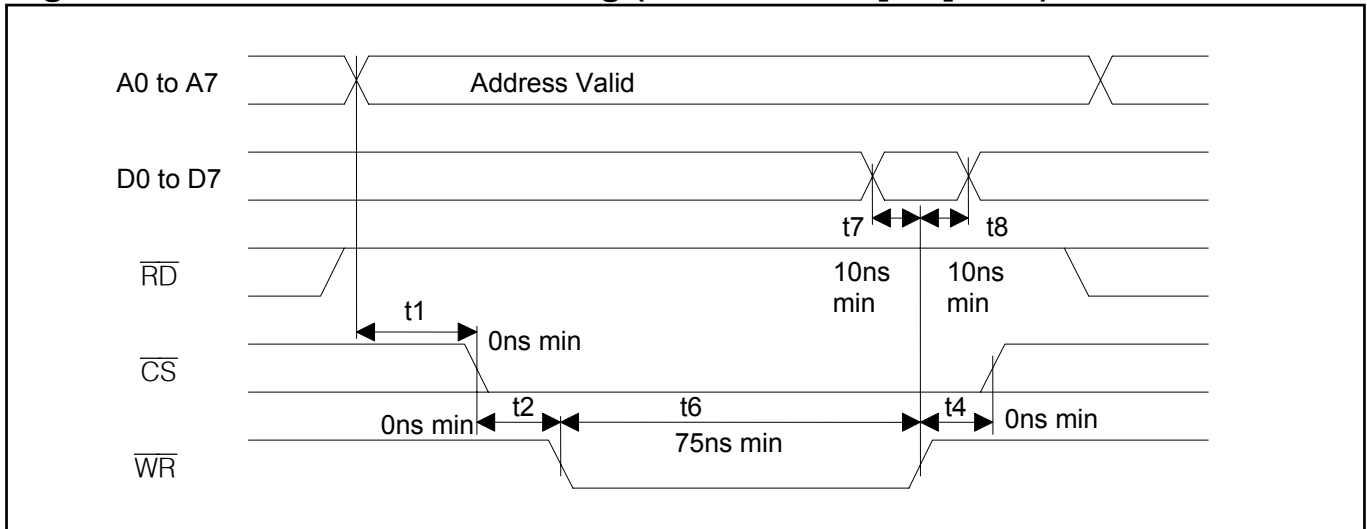 A0 to A7
Address Valid
D0 to D7
t7
t8
RD
10ns
min
10ns
min
t1
0ns min
CS
t2
t6
t4
0ns min
0ns min
75ns min
WR